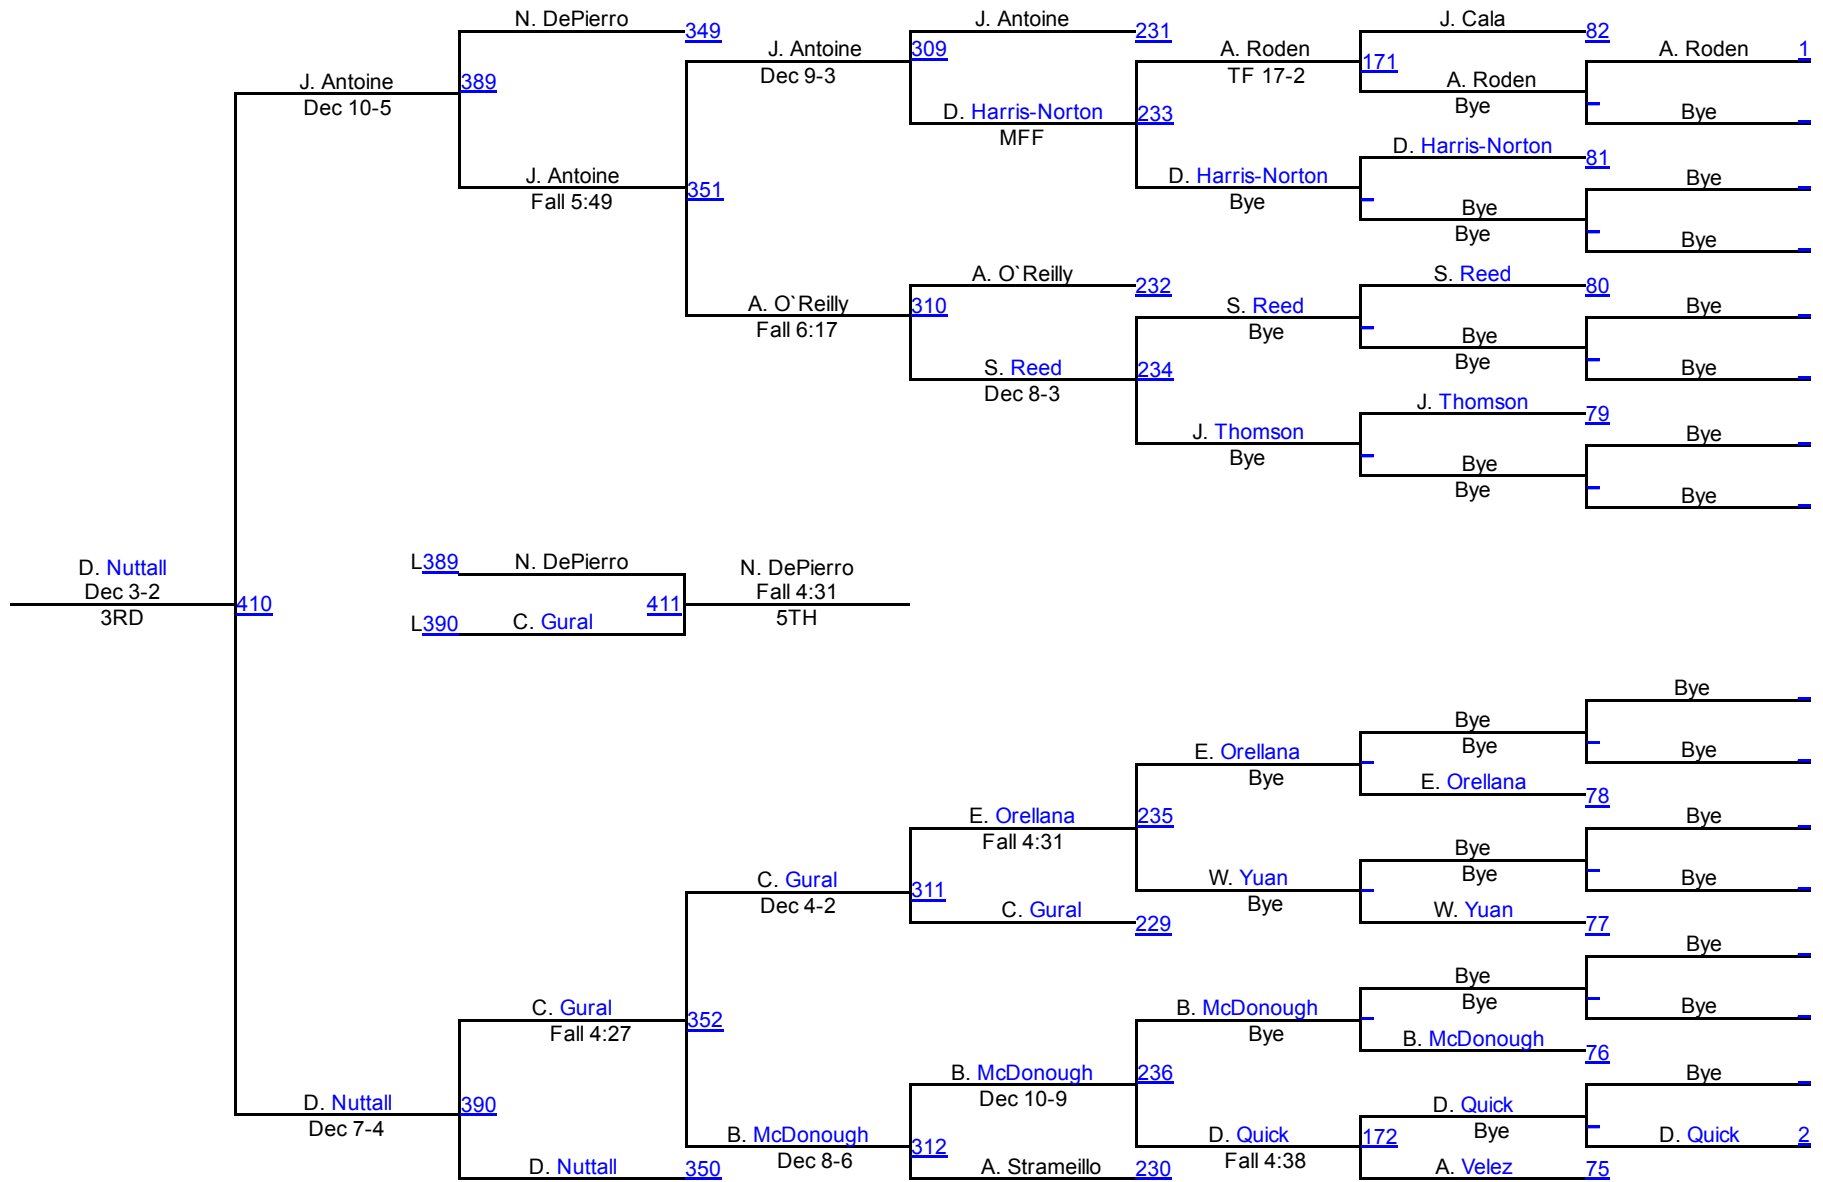 N. DePierro
349
J. Antoine
Dec 10-5
389
J. Antoine
Fall 5:49
J. Antoine
Dec 9-3
351
A. O`Reilly
Fall 6:17
309
J. Antoine
231
D. Harris-Norton
MFF
310
A. O`Reilly
232
S. Reed
Dec 8-3
A. Roden
TF 17-2
233
D. Harris-Norton
Bye
S. Reed
Bye
234
J. Thomson
Bye
J. Cala
82
171
A. Roden
Bye
D. Harris-Norton
81
Bye
Bye
S. Reed
80
Bye
Bye
J. Thomson
79
Bye
Bye
A. Roden
1
Bye
Bye
Bye
Bye
Bye
Bye
Bye
D. Nuttall
Dec 3-2
3RD
410
L389
N. DePierro
L390
C. Gural
411
N. DePierro
Fall 4:31
5TH
C. Gural
Fall 4:27
D. Nuttall
Dec 7-4
390
D. Nuttall
350
C. Gural
Dec 4-2
352
B. McDonough
Dec 8-6
E. Orellana
Fall 4:31
311
C. Gural
229
B. McDonough
Dec 10-9
312
A. Strameillo
230
E. Orellana
Bye
235
W. Yuan
Bye
B. McDonough
Bye
236
D. Quick
Fall 4:38
Bye
Bye
E. Orellana
78
Bye
Bye
W. Yuan
77
Bye
Bye
B. McDonough
76
D. Quick
Bye
172
A. Velez
75
Bye
Bye
Bye
Bye
Bye
Bye
Bye
D. Quick
2